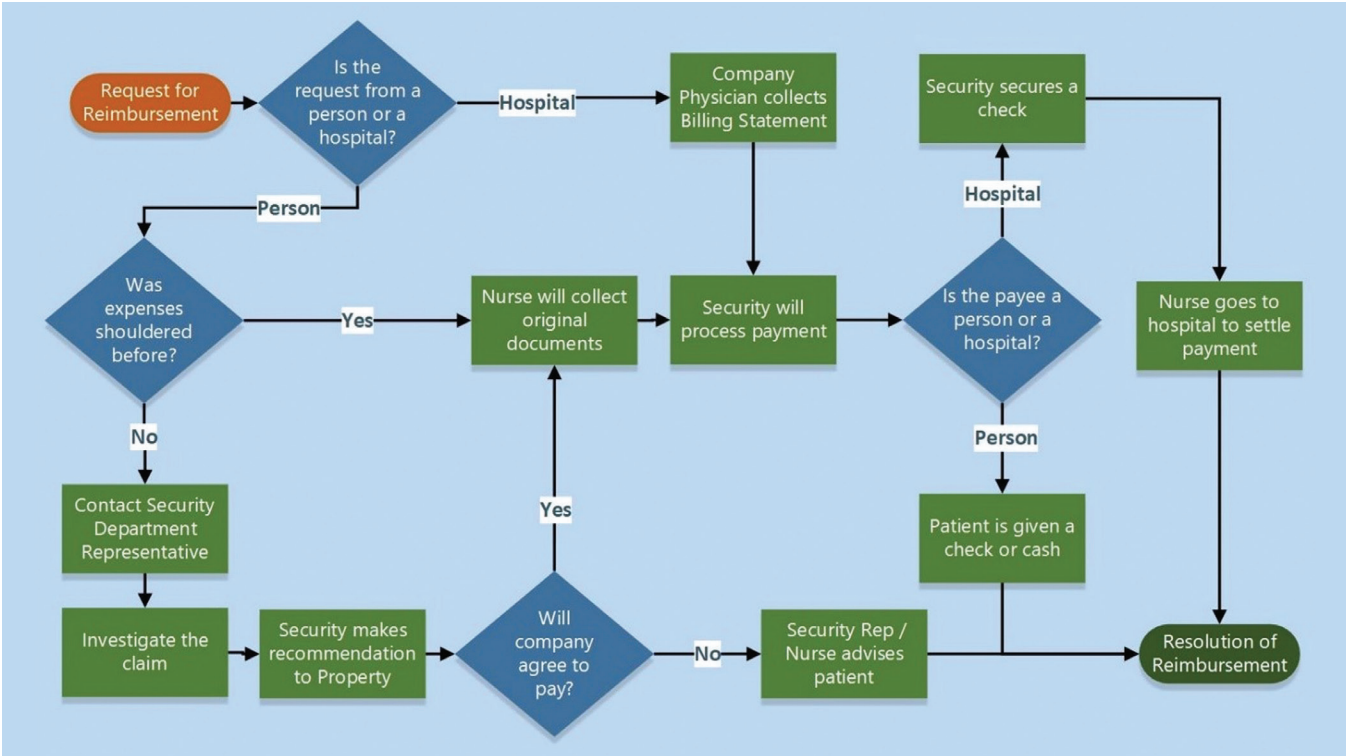 Request for
Reimbursement
Is the
request from a
person or a
hospital?
Hospital
Company
Physician collects
Billing Statement
Security secures a
check
Person
Hospital
Was
expenses
shouldered
before?
Yes
Nurse will collect
original
documents
Security will
process payment
Is the payee a
person or a
hospital?
Nurse goes to
hospital to settle
payment
No
Person
Contact Security
Department
Representative
Yes
Patient is given a
check or cash
Investigate the
claim
Security makes
recommendation
to Property
Will
company
agree to
pay?
No
Security Rep /
Nurse advises
patient
Resolution of
Reimbursement